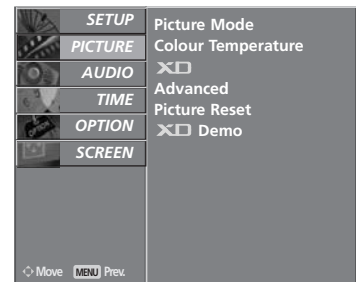 SETUP
PICTURE
AUDIO
TIME
OPTION
SCREEN
Move MENU Prev.
Picture Mode
Colour Temperature
XD
Advanced
Picture Reset
XD Demo